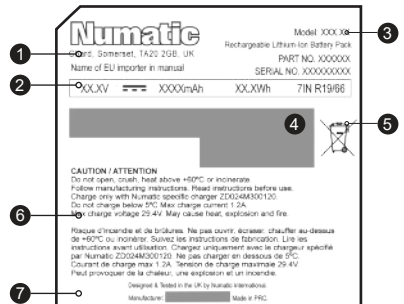 Numatic
Model: XXX XX
3
1
Chard, Somerset, TA20 2GB, UK
Rechargeable Lithium-Ion Battery Pack
Name of EU importer in manual
PART NO. XXXXXX
SERIAL NO. XXXXXXXXX
2
XX.XV XXXXmAh XX.XWh 7IN R19/66
4
5
CAUTION / ATTENTION
Do not open, crush, heat above +60°C or incinerate.
Follow manufacturing instructions. Read instructions before use.
Charge only with Numatic specific charger ZD024M300120.
Do not charge below 5°C Max charge current 1.2A.
6
Max charge voltage 29.4V. May cause heat, explosion and fire.
Risque d'incendie et de brûlures. Ne pas ouvrir, écraser, chauffer au-dessus
de +60°C ou incinérer. Suivez les instructions de fabrication. Lire les
instructions avant utilisation. Chargez uniquement avec le chargeur spécifié
par Numatic ZD024M300120. Ne pas charger en dessous de 5°C.
Courant de charge max 1.2A. Tension de charge maximale 29.4V.
Peut provoquer de la chaleur, une explosion et un incendie.
Designed & Tested in the UK by Numatic International.
7
Manufacturer: Made in PRC.